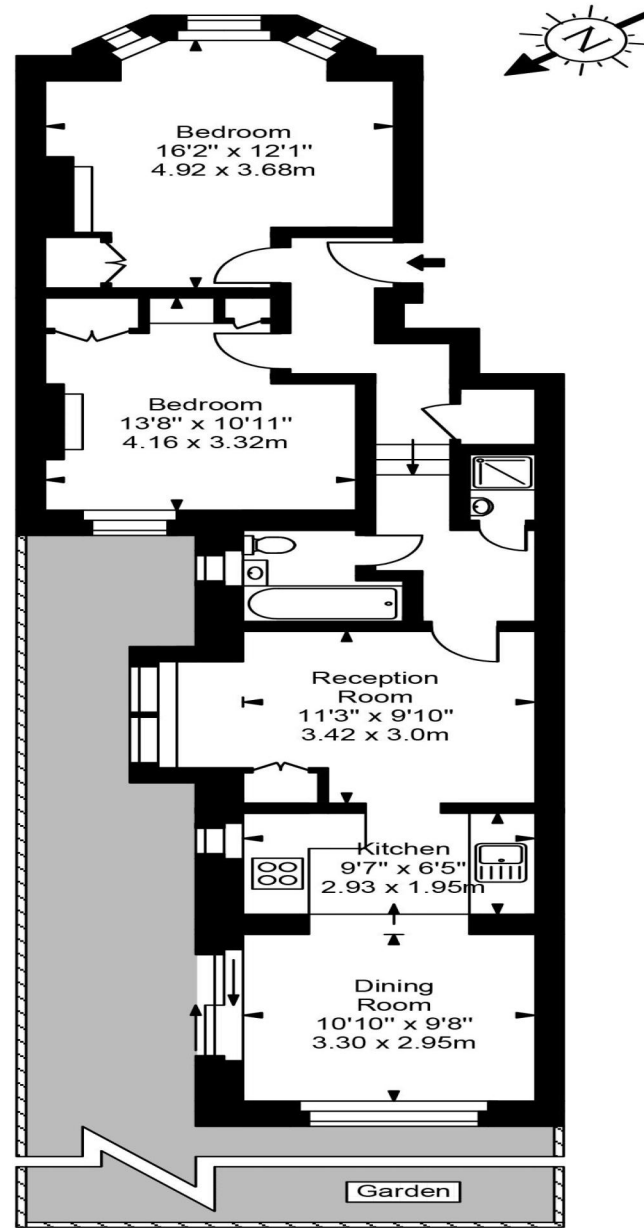 N
Bedroom
16'2" x 12'1"
4.92 x 3.68m
Bedroom
13'8" x 10'11"
4.16 x 3.32m
Reception
Room
11'3" x 9'10"
3.42 x 3.0m
Kitchen
9'7" x 6'5"
2.93 x 1.95m
Dining
Room
10'10" x 9'8"
3.30 x 2.95m
Garden